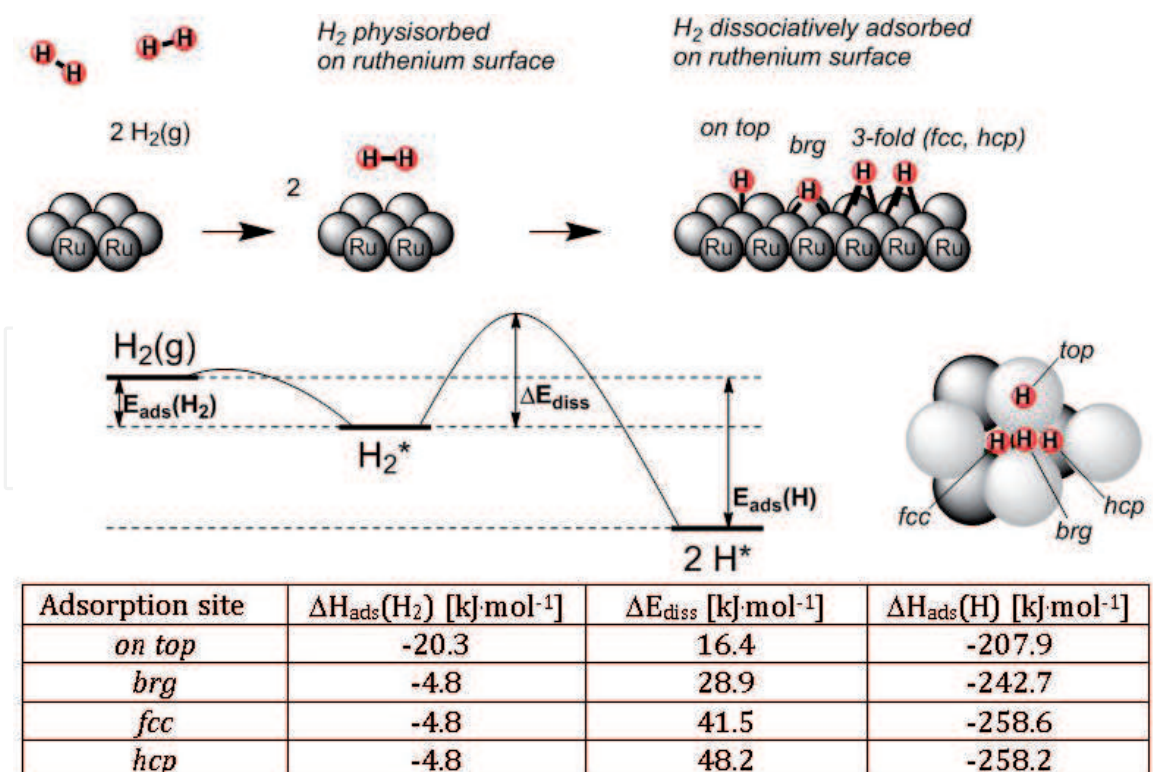 H H
H H
H₂ physisorbed
on ruthenium surface
H₂ dissociatively adsorbed
on ruthenium surface
2 H₂(g)
2
H H
on top
brg
3-fold (fcc, hcp)
H H H H
Ru Ru
Ru Ru
Ru Ru Ru Ru Ru Ru
H₂(g)
Eads(H₂)
H₂*
ΔEdiss
Eads(H)
2 H*
top
H
H H H
fcc
brg
hcp
Adsorption site ΔHads(H₂) [kJ·mol⁻¹] ΔEdiss [kJ·mol⁻¹] ΔHads(H) [kJ·mol⁻¹]
on top -20.3 16.4 -207.9
brg -4.8 28.9 -242.7
fcc -4.8 41.5 -258.6
hcp -4.8 48.2 -258.2